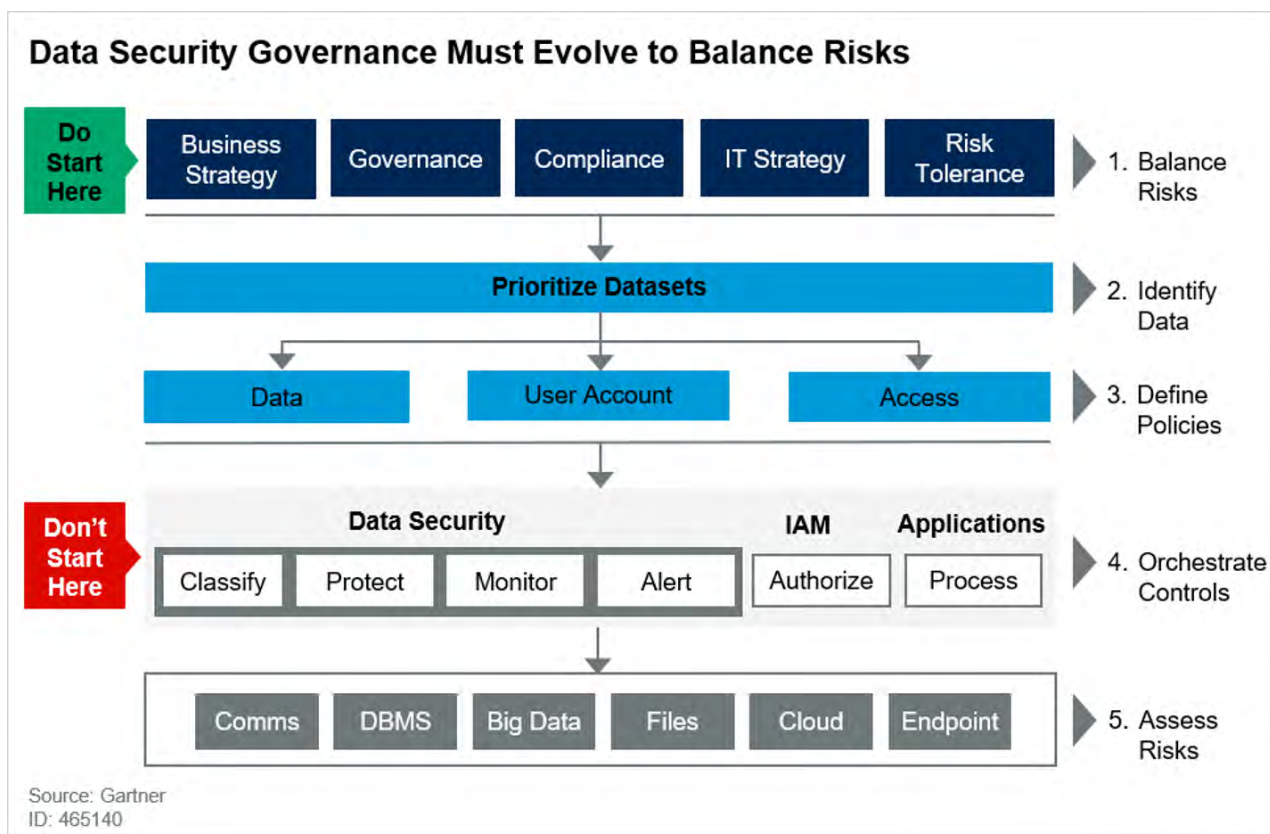 Data Security Governance Must Evolve to Balance Risks
Do
Start
Here
Business
Strategy
Governance
Compliance
IT Strategy
Risk
Tolerance
1. Balance
Risks
Prioritize Datasets
2. Identify
Data
Data
User Account
Access
3. Define
Policies
Don't
Start
Here
Data Security
IAM
Applications
Classify
Protect
Monitor
Alert
Authorize
Process
4. Orchestrate
Controls
Comms
DBMS
Big Data
Files
Cloud
Endpoint
5. Assess
Risks
Source: Gartner
ID: 465140